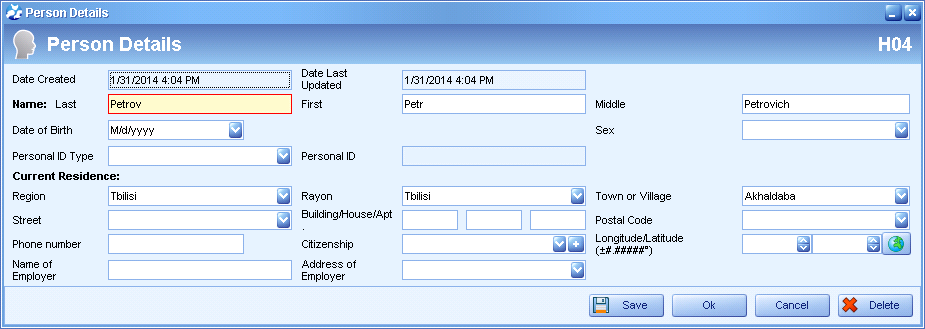 Person Details
Person Details H04
Date Created 1/31/2014 4:04 PM Date Last Updated 1/31/2014 4:04 PM
Name: Last Petrov First Petr Middle Petrovich
Date of Birth M/d/yyyy Sex
Personal ID Type Personal ID
Current Residence:
Region Tbilisi Rayon Tbilisi Town or Village Akhaldaba
Street Building/House/Apt. Postal Code
Phone number Citizenship Longitude/Latitude (±#.#####°)
Name of Employer Address of Employer
Save Ok Cancel Delete